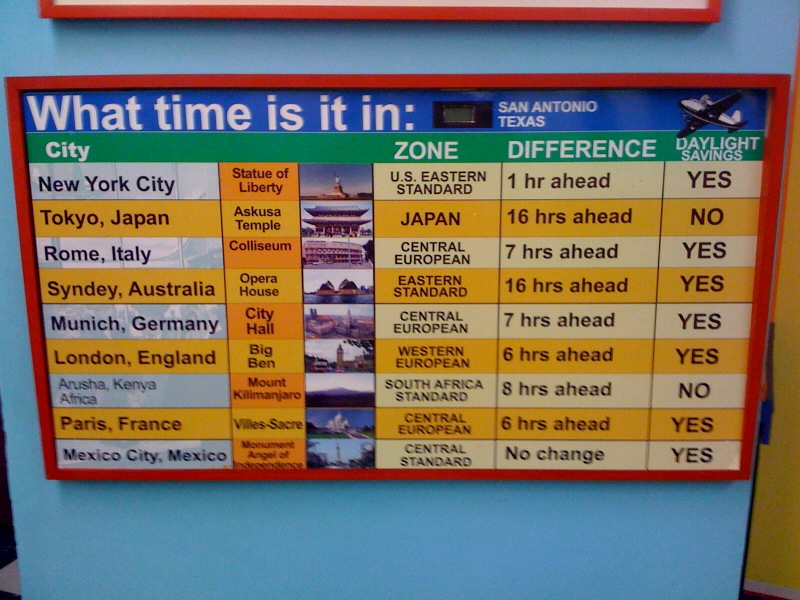 What time is it in: SAN ANTONIO
TEXAS
City ZONE DIFFERENCE DAYLIGHT
SAVINGS
New York City Statue of
Liberty U.S. EASTERN
STANDARD 1 hr ahead YES
Tokyo, Japan Askusa
Temple JAPAN 16 hrs ahead NO
Rome, Italy Colliseum CENTRAL
EUROPEAN 7 hrs ahead YES
Syndey, Australia Opera
House EASTERN
STANDARD 16 hrs ahead YES
Munich, Germany City
Hall CENTRAL
EUROPEAN 7 hrs ahead YES
London, England Big
Ben WESTERN
EUROPEAN 6 hrs ahead YES
Arusha, Kenya
Africa Mount
Kilimanjaro SOUTH AFRICA
STANDARD 8 hrs ahead NO
Paris, France Villes-Sacre CENTRAL
EUROPEAN 6 hrs ahead YES
Mexico City, Mexico Monument
Angel of
Independence CENTRAL
STANDARD No change YES